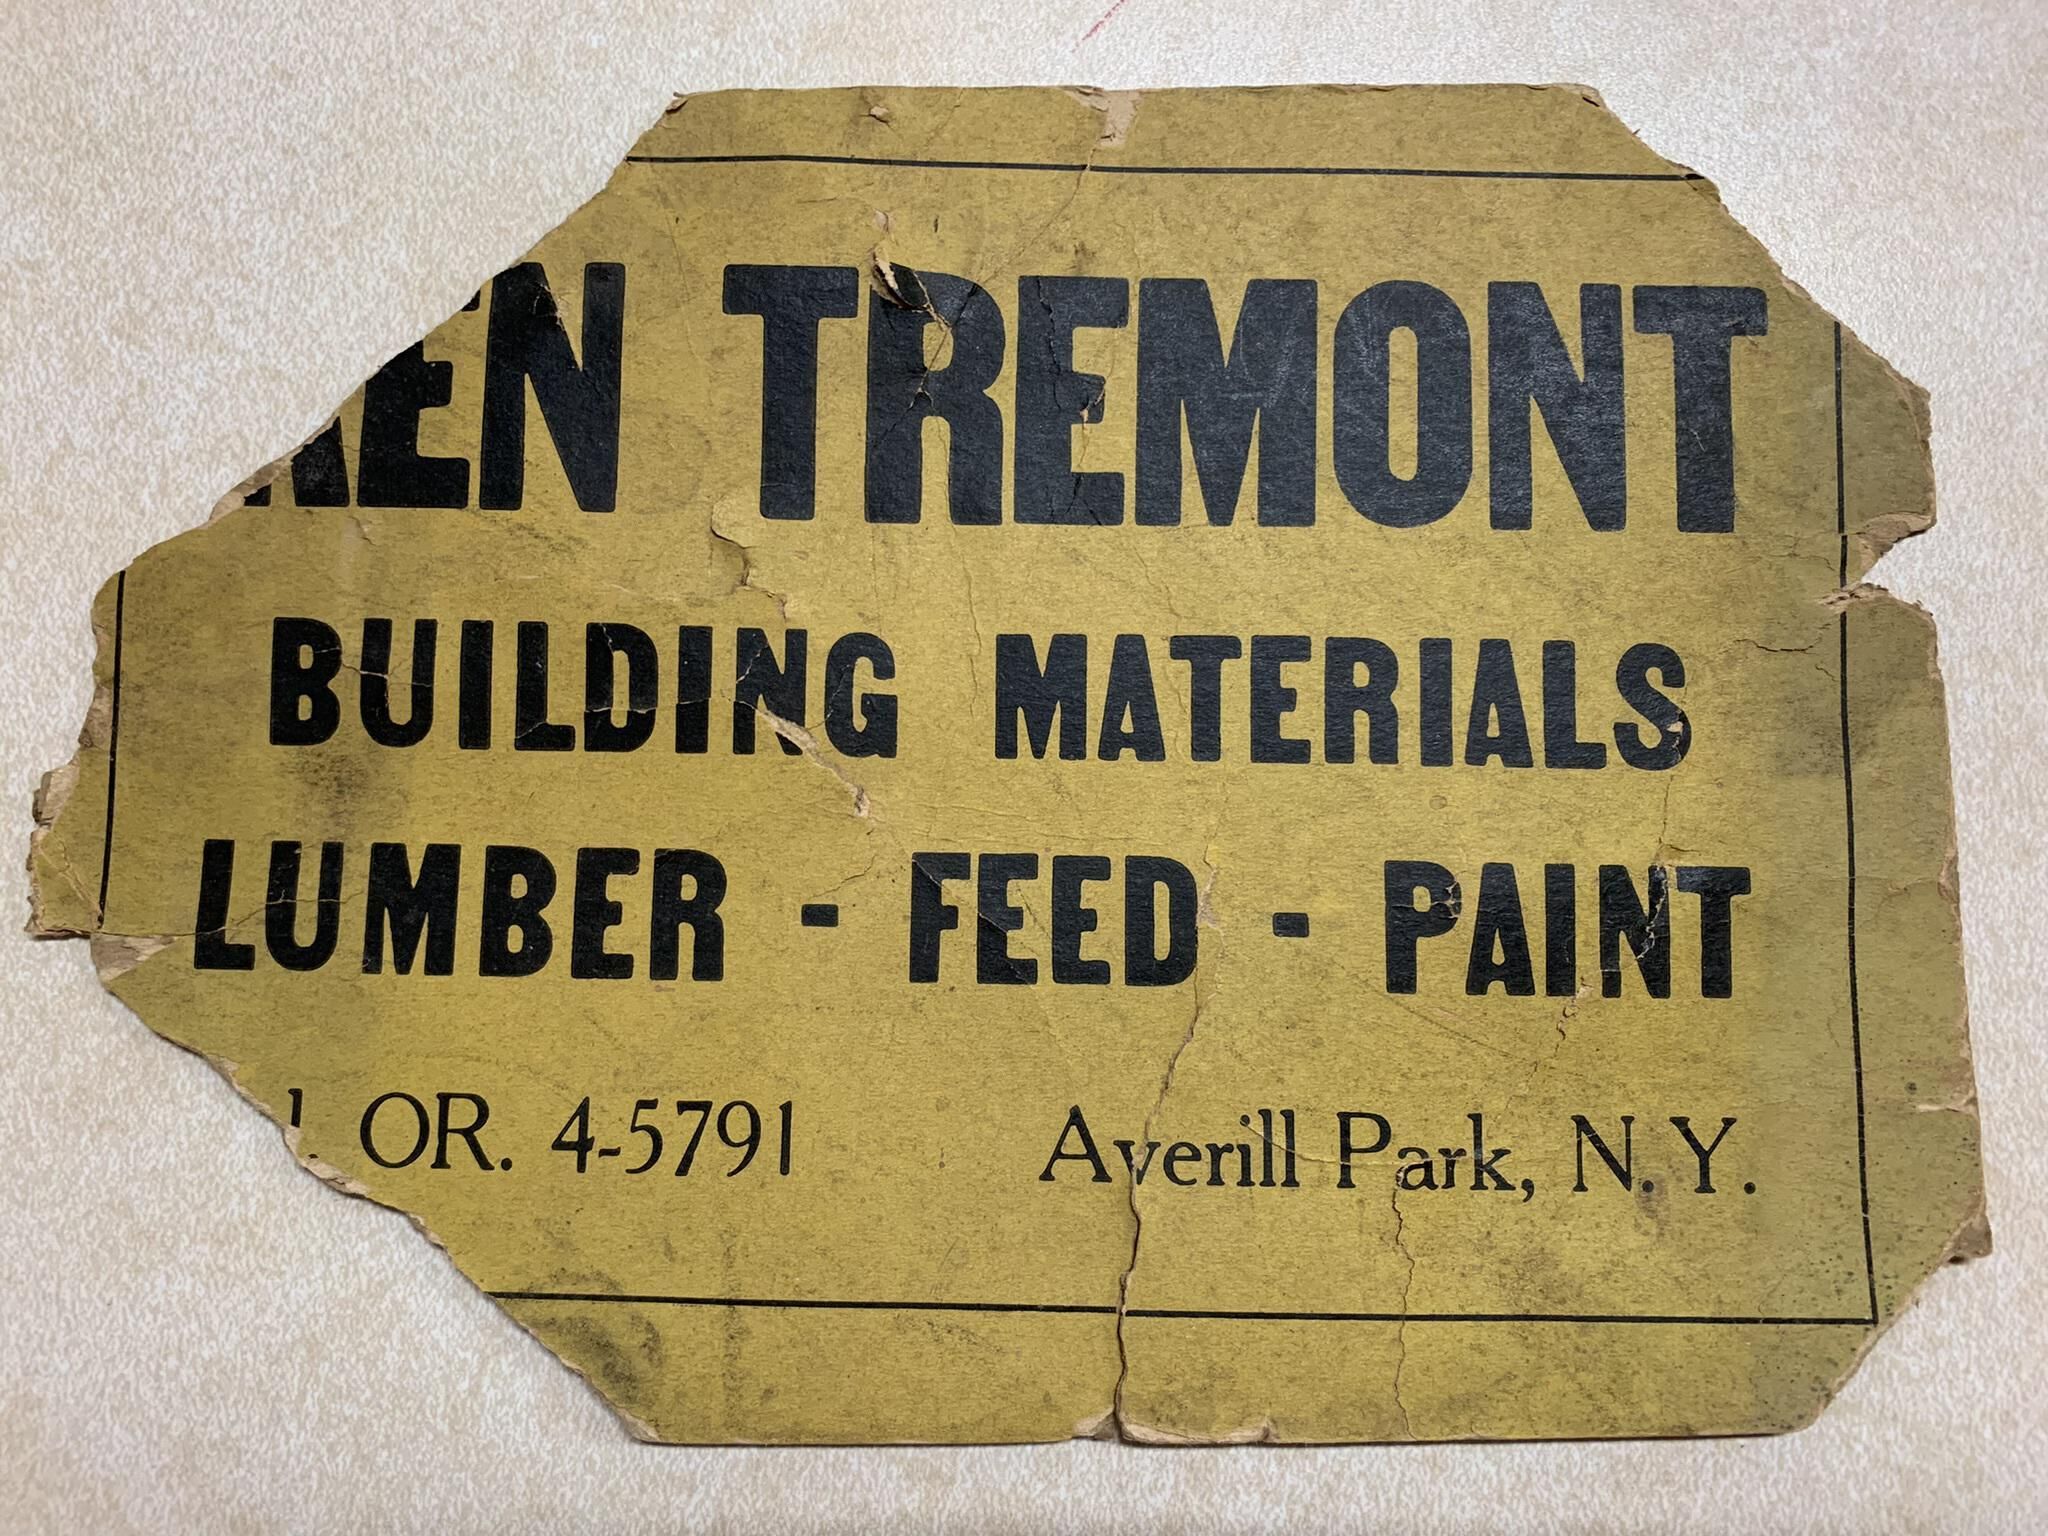 TREMONT
BUILDING MATERIALS
LUMBER - FEED - PAINT
OR. 4-5791 Averill Park, N. Y.